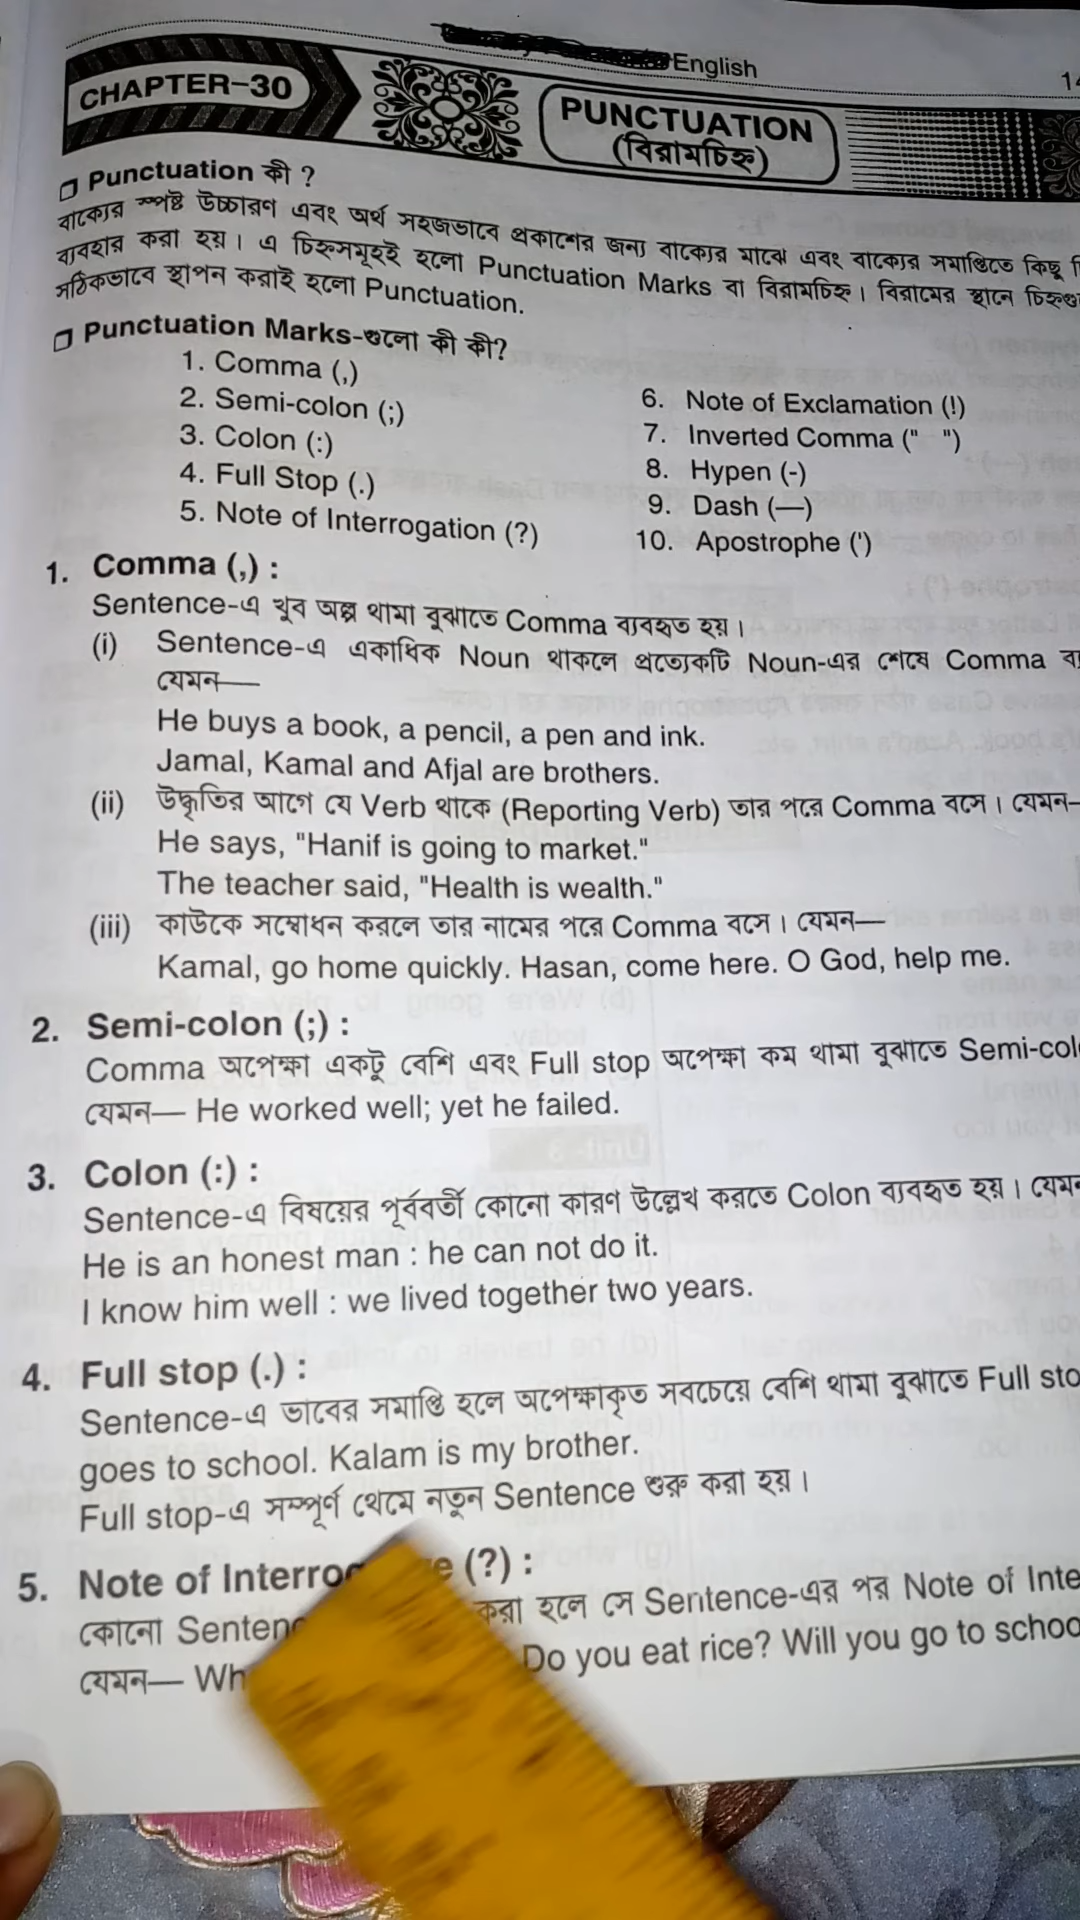 English
CHAPTER-30
PUNCTUATION
(বিরামচিহ্ন)
❑ Punctuation কী ?
বাক্যের স্পষ্ট উচ্চারণ এবং অর্থ সহজভাবে প্রকাশের জন্য বাক্যের মাঝে এবং বাক্যের সমাপ্তিতে কিছু
ব্যবহার করা হয়। এ চিহ্নসমূহই হলো Punctuation Marks বা বিরামচিহ্ন। বিরামের স্থানে
সঠিকভাবে স্থাপন করাই হলো Punctuation.
❑ Punctuation Marks-গুলো কী কী?
1. Comma (,)
2. Semi-colon (;)
3. Colon (:)
4. Full Stop (.)
5. Note of Interrogation (?)
6. Note of Exclamation (!)
7. Inverted Comma (" ")
8. Hypen (-)
9. Dash (—)
10. Apostrophe (')
1. Comma (,) :
Sentence-এ খুব অল্প থামা বুঝাতে Comma ব্যবহৃত হয়।
(i) Sentence-এ একাধিক Noun থাকলে প্রত্যেকটি Noun-এর শেষে Comma
যেমন—
He buys a book, a pencil, a pen and ink.
Jamal, Kamal and Afjal are brothers.
(ii) উদ্ধৃতির আগে যে Verb থাকে (Reporting Verb) তার পরে Comma বসে। যেমন—
He says, "Hanif is going to market."
The teacher said, "Health is wealth."
(iii) কাউকে সম্বোধন করলে তার নামের পরে Comma বসে। যেমন—
Kamal, go home quickly. Hasan, come here. O God, help me.
2. Semi-colon (;) :
Comma অপেক্ষা একটু বেশি এবং Full stop অপেক্ষা কম থামা বুঝাতে
যেমন— He worked well; yet he failed.
3. Colon (:) :
Sentence-এ বিষয়ের পূর্ববর্তী কোনো কারণ উল্লেখ করতে Colon ব্যবহৃত হয়।
He is an honest man : he can not do it.
I know him well : we lived together two years.
4. Full stop (.) :
Sentence-এ ভাবের সমাপ্তি হলে অপেক্ষাকৃত সবচেয়ে বেশি থামা বুঝাতে Full
goes to school. Kalam is my brother.
Full stop-এ সম্পূর্ণ থেমে নতুন Sentence শুরু করা হয়।
5. Note of (?) :
কোনো করা হলে সে Sentence-এর পর Note of
যেমন— Do you eat rice? Will you go to